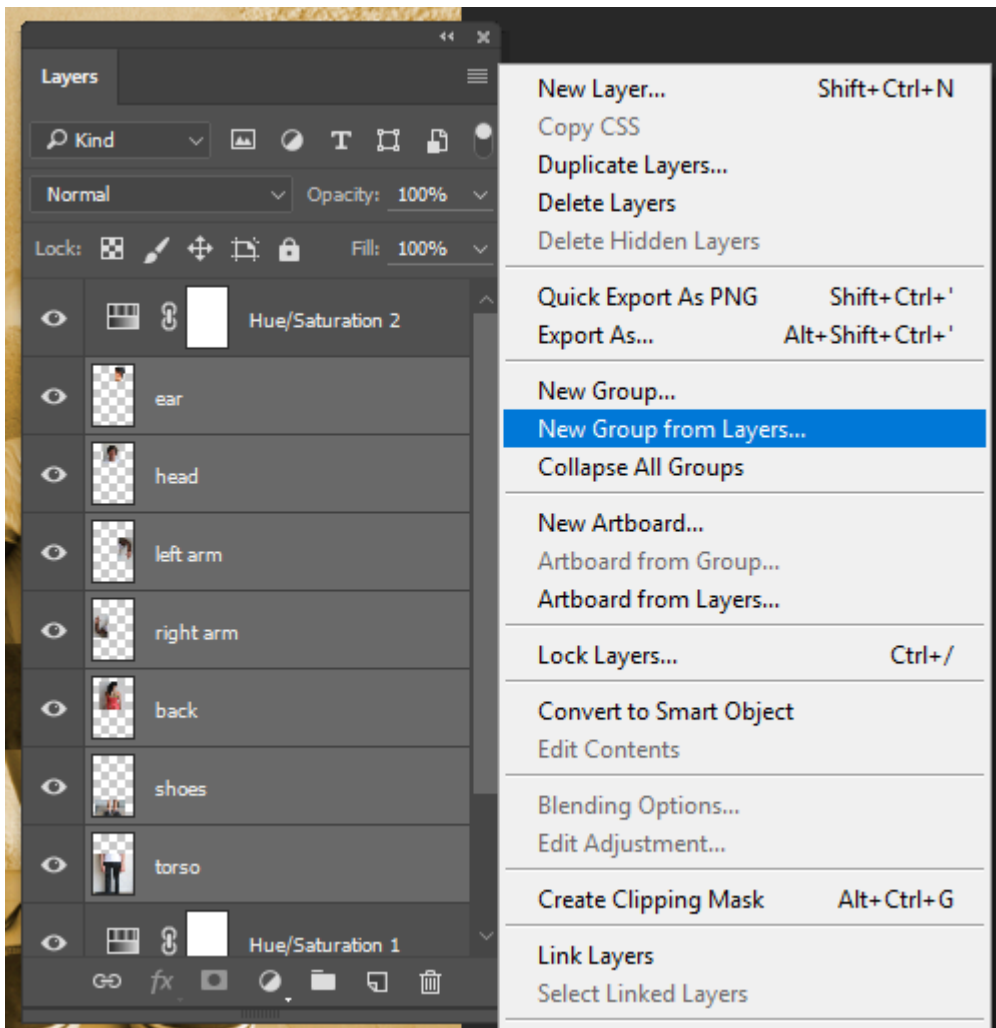 Layers
Kind
Normal
Opacity: 100%
Lock:
Fill: 100%
Hue/Saturation 2
ear
head
left arm
right arm
back
shoes
torso
Hue/Saturation 1
fx
New Layer... Shift+Ctrl+N
Copy CSS
Duplicate Layers...
Delete Layers
Delete Hidden Layers
Quick Export As PNG Shift+Ctrl+'
Export As... Alt+Shift+Ctrl+'
New Group...
New Group from Layers...
Collapse All Groups
New Artboard...
Artboard from Group...
Artboard from Layers...
Lock Layers... Ctrl+/
Convert to Smart Object
Edit Contents
Blending Options...
Edit Adjustment...
Create Clipping Mask Alt+Ctrl+G
Link Layers
Select Linked Layers